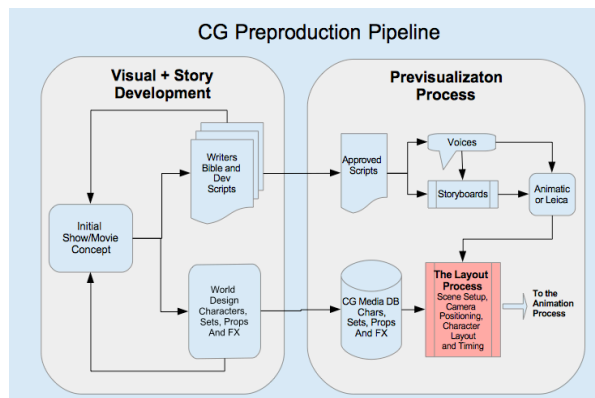 CG Preproduction Pipeline
Visual + Story
Development
Writers
Bible and
Dev
Scripts
Initial
Show/Movie
Concept
World
Design
Characters,
Sets, Props
And FX
Previsualizaton
Process
Approved
Scripts
Voices
Storyboards
Animatic
or Leica
CG Media DB
Chars,
Sets, Props
And FX
The Layout
Process
Scene Setup,
Camera
Positioning,
Character
Layout
and Timing
To the
Animation
Process